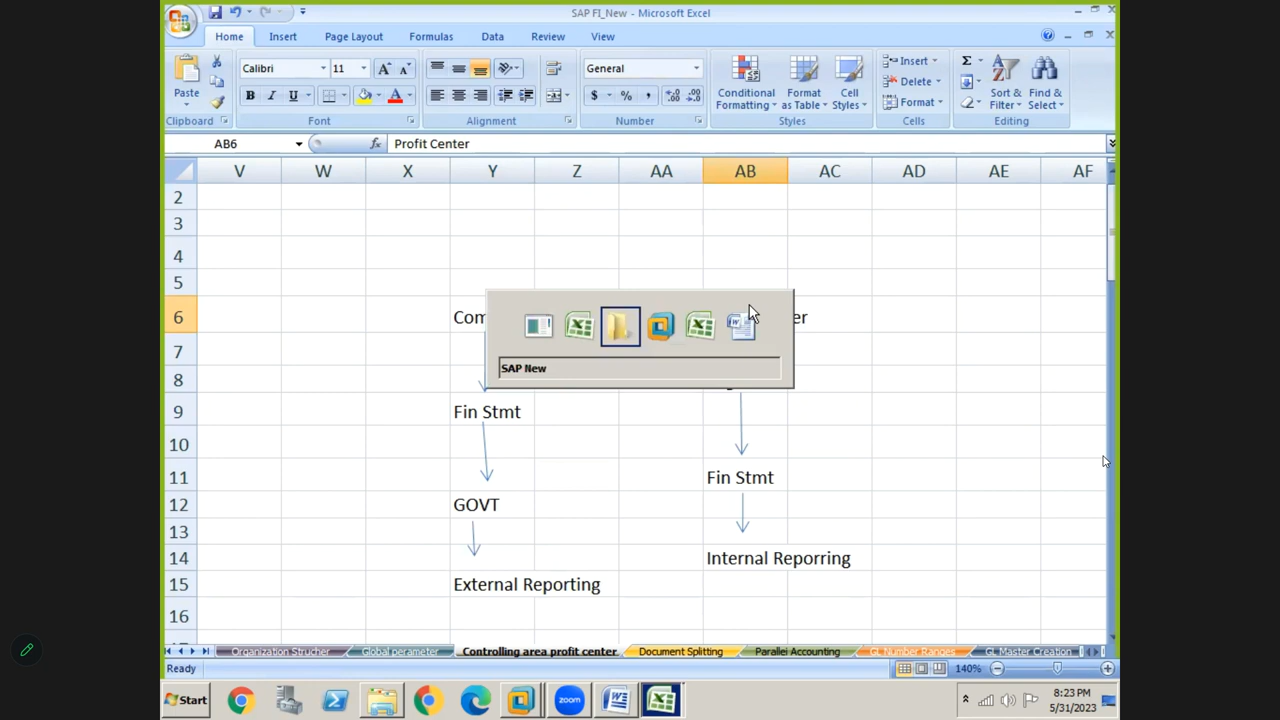 SAP FI_New - Microsoft Excel
Home Insert Page Layout Formulas Data Review View
Paste
Calibri 11
General
Conditional Formatting
Format as Table
Cell Styles
Insert
Delete
Format
Sort & Filter
Find & Select
Clipboard Font Alignment Number Styles Cells Editing
AB6 fx Profit Center
V W X Y Z AA AB AC AD AE AF
2
3
4
5
6 Com er
7
8
9 Fin Stmt
10
11 Fin Stmt
12 GOVT
13
14 Internal Reporring
15 External Reporting
16
SAP New
Organization Strucher Global perameter Controlling area profit center Document Splitting Parallel Accounting GL Number Ranges GL Master Creation
Ready 140%
Start 8:23 PM
5/31/2023